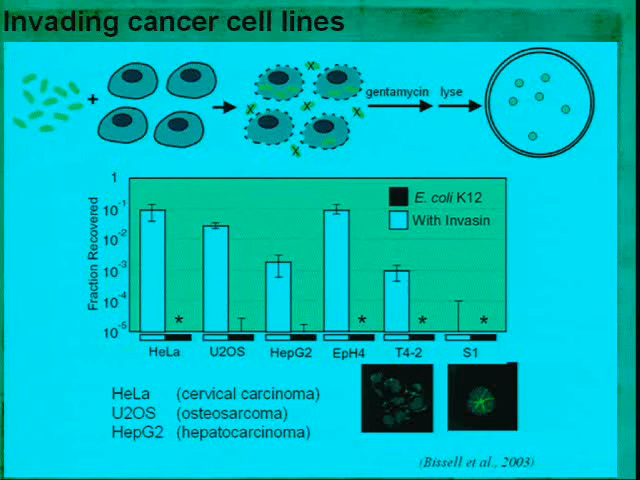 Invading cancer cell lines
+
gentamycin lyse
Fraction Recovered
1
10-1
10-2
10-3
10-4
10-5
E. coli K12
With Invasin
* * * *
HeLa U2OS HepG2 EpH4 T4-2 S1
HeLa (cervical carcinoma)
U2OS (osteosarcoma)
HepG2 (hepatocarcinoma)
(Bissell et al., 2003)